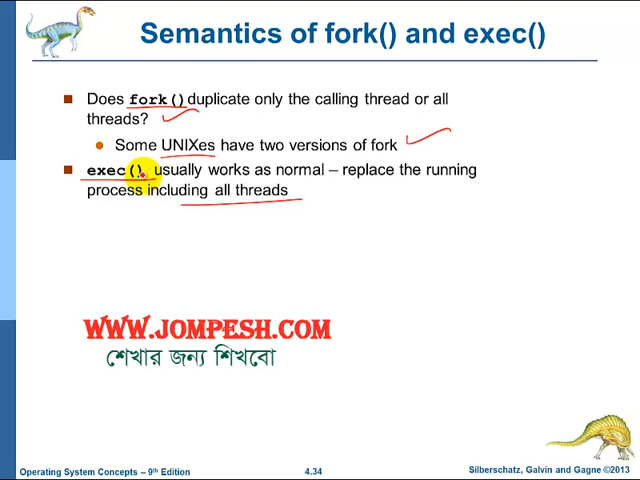 Semantics of fork() and exec()
Does fork() duplicate only the calling thread or all
threads?
Some UNIXes have two versions of fork
exec() usually works as normal – replace the running
process including all threads
WWW.JOMPESH.COM
শেখার জন্য শিখবো
Operating System Concepts – 9th Edition
4.34
Silberschatz, Galvin and Gagne ©2013